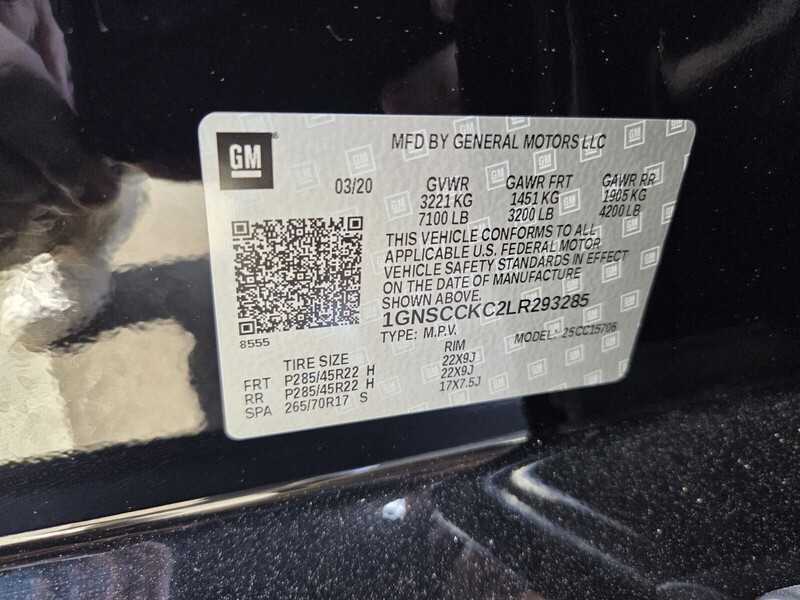 GM®
MFD BY GENERAL MOTORS LLC
03/20 GVWR GAWR FRT GAWR RR
3221 KG 1451 KG 1905 KG
7100 LB 3200 LB 4200 LB
THIS VEHICLE CONFORMS TO ALL
APPLICABLE U.S. FEDERAL MOTOR
VEHICLE SAFETY STANDARDS IN EFFECT
ON THE DATE OF MANUFACTURE
SHOWN ABOVE.
1GNSCCKC2LR293285
8555
TYPE: M.P.V. MODEL: 25CC15706
TIRE SIZE RIM
FRT P285/45R22 H 22X9J
RR P285/45R22 H 22X9J
SPA 265/70R17 S 17X7.5J